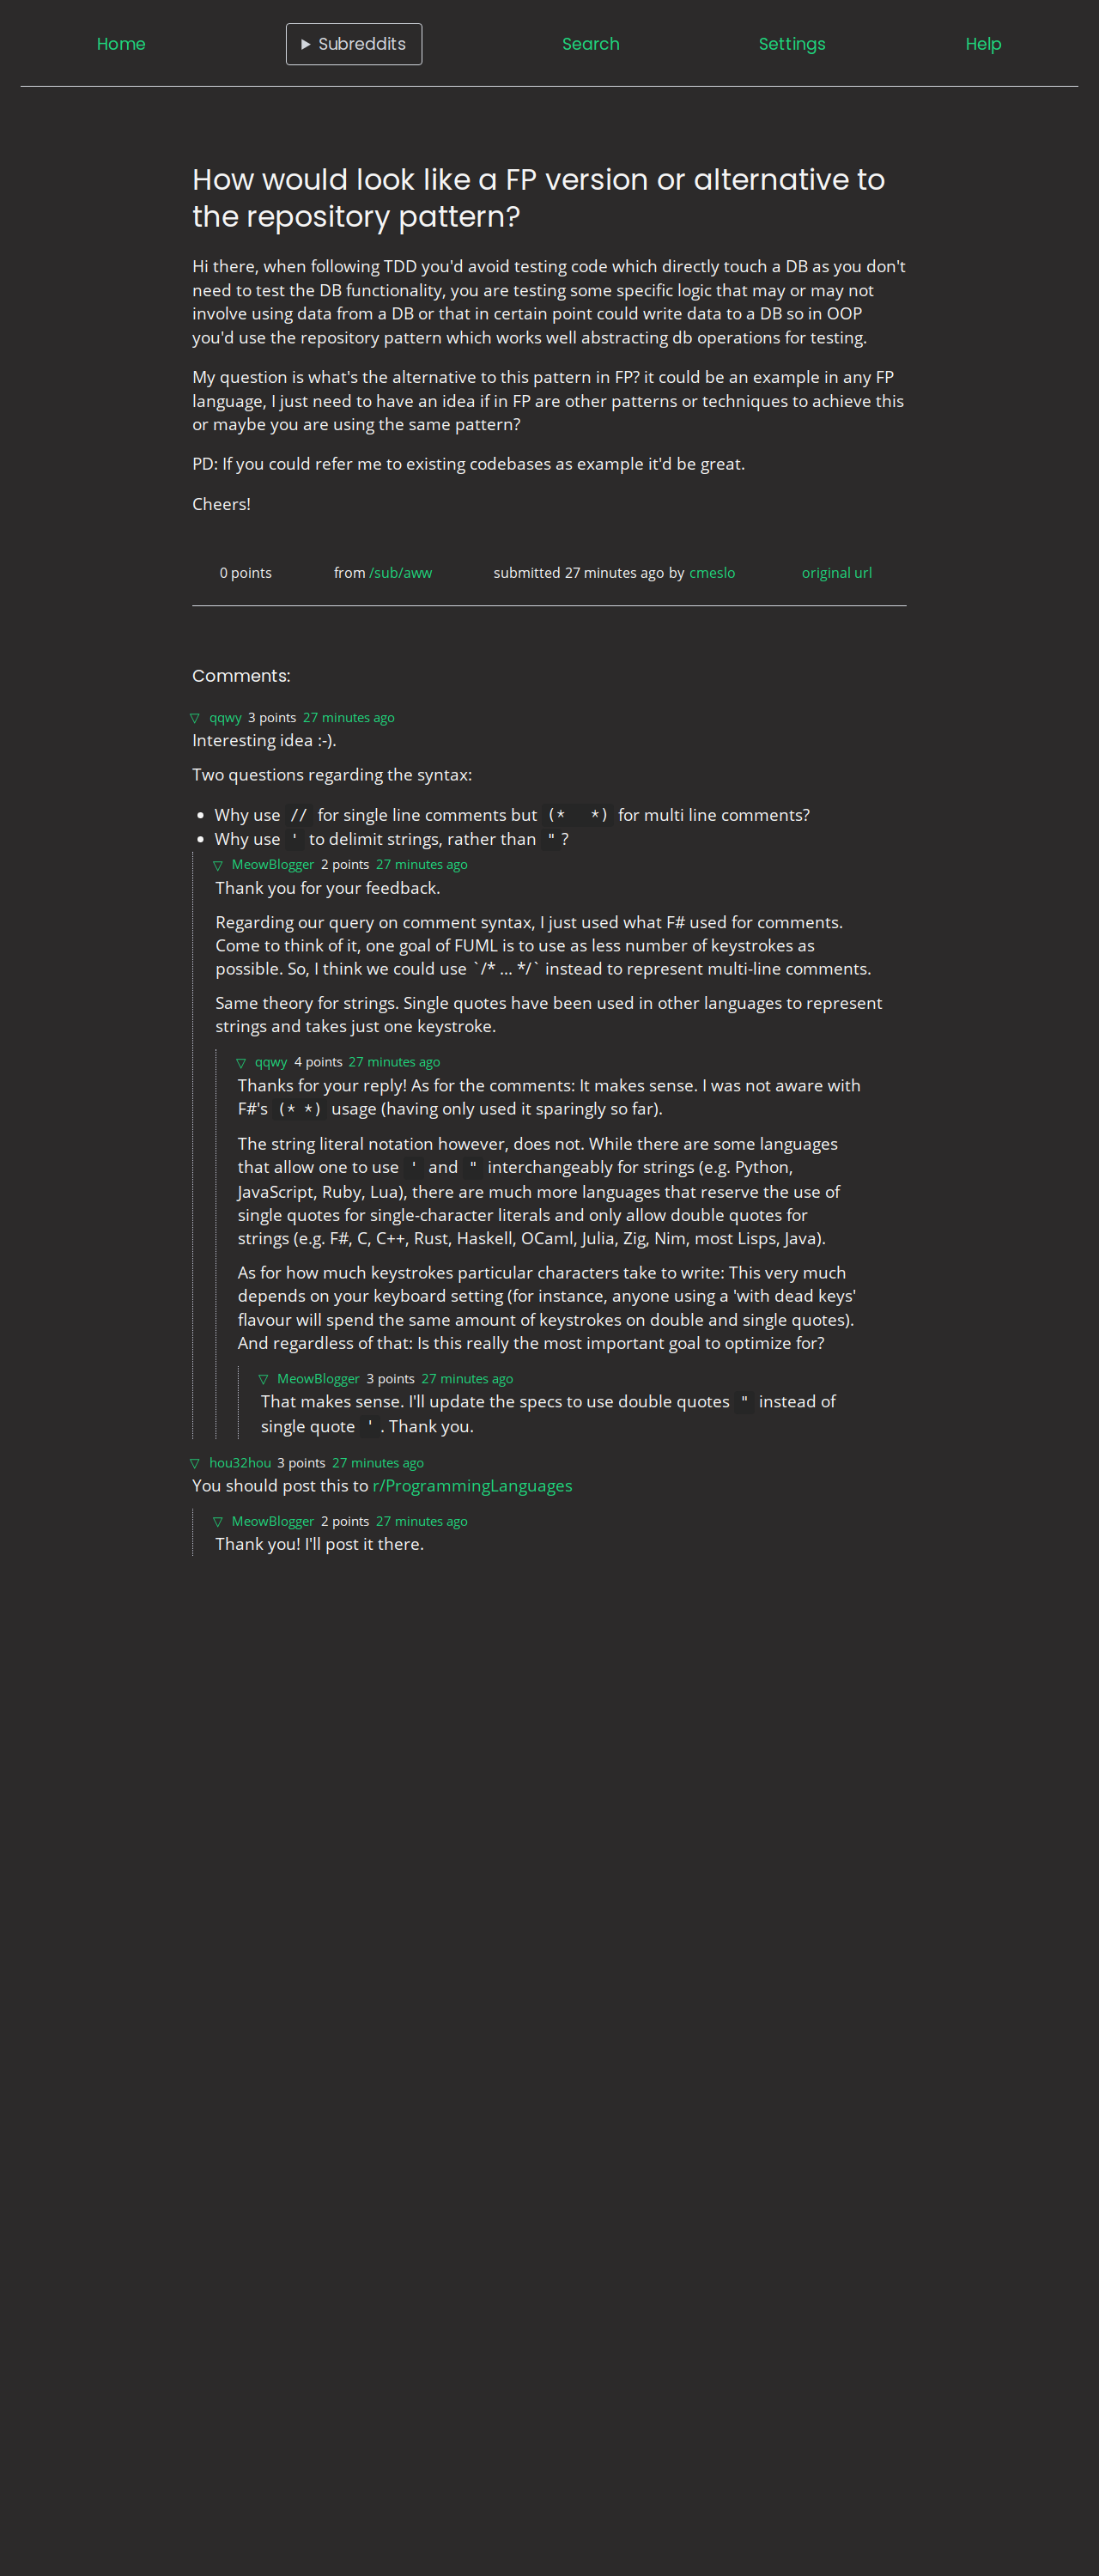 Home
▶ Subreddits
Search
Settings
Help
How would look like a FP version or alternative to
the repository pattern?
Hi there, when following TDD you'd avoid testing code which directly touch a DB as you don't
need to test the DB functionality, you are testing some specific logic that may or may not
involve using data from a DB or that in certain point could write data to a DB so in OOP
you'd use the repository pattern which works well abstracting db operations for testing.
My question is what's the alternative to this pattern in FP? it could be an example in any FP
language, I just need to have an idea if in FP are other patterns or techniques to achieve this
or maybe you are using the same pattern?
PD: If you could refer me to existing codebases as example it'd be great.
Cheers!
0 points
from /sub/aww
submitted 27 minutes ago by cmeslo
original url
Comments:
▽ qqwy 3 points 27 minutes ago
Interesting idea :-).
Two questions regarding the syntax:
• Why use // for single line comments but (*   *) for multi line comments?
• Why use ' to delimit strings, rather than " ?
▽ MeowBlogger 2 points 27 minutes ago
Thank you for your feedback.
Regarding our query on comment syntax, I just used what F# used for comments.
Come to think of it, one goal of FUML is to use as less number of keystrokes as
possible. So, I think we could use `/* ... */` instead to represent multi-line comments.
Same theory for strings. Single quotes have been used in other languages to represent
strings and takes just one keystroke.
▽ qqwy 4 points 27 minutes ago
Thanks for your reply! As for the comments: It makes sense. I was not aware with
F#'s (* *) usage (having only used it sparingly so far).
The string literal notation however, does not. While there are some languages
that allow one to use ' and " interchangeably for strings (e.g. Python,
JavaScript, Ruby, Lua), there are much more languages that reserve the use of
single quotes for single-character literals and only allow double quotes for
strings (e.g. F#, C, C++, Rust, Haskell, OCaml, Julia, Zig, Nim, most Lisps, Java).
As for how much keystrokes particular characters take to write: This very much
depends on your keyboard setting (for instance, anyone using a 'with dead keys'
flavour will spend the same amount of keystrokes on double and single quotes).
And regardless of that: Is this really the most important goal to optimize for?
▽ MeowBlogger 3 points 27 minutes ago
That makes sense. I'll update the specs to use double quotes " instead of
single quote ' . Thank you.
▽ hou32hou 3 points 27 minutes ago
You should post this to r/ProgrammingLanguages
▽ MeowBlogger 2 points 27 minutes ago
Thank you! I'll post it there.